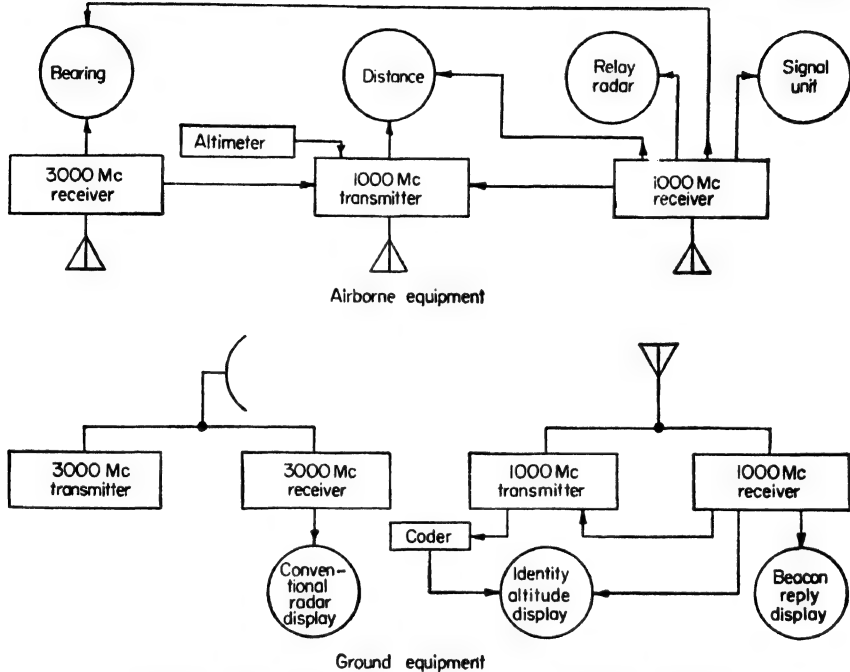 Bearing
Distance
Relay
radar
Signal
unit
Altimeter
3000 Mc
receiver
1000 Mc
transmitter
1000 Mc
receiver
Airborne equipment
3000 Mc
transmitter
3000 Mc
receiver
1000 Mc
transmitter
1000 Mc
receiver
Coder
Conven-
tional
radar
display
Identity
altitude
display
Beacon
reply
display
Ground equipment